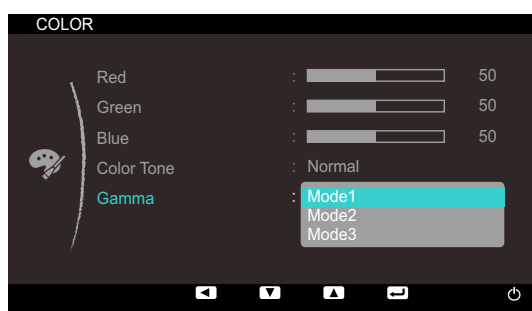 COLOR
Red : 50
Green : 50
Blue : 50
Color Tone : Normal
Gamma : Mode1
Mode2
Mode3